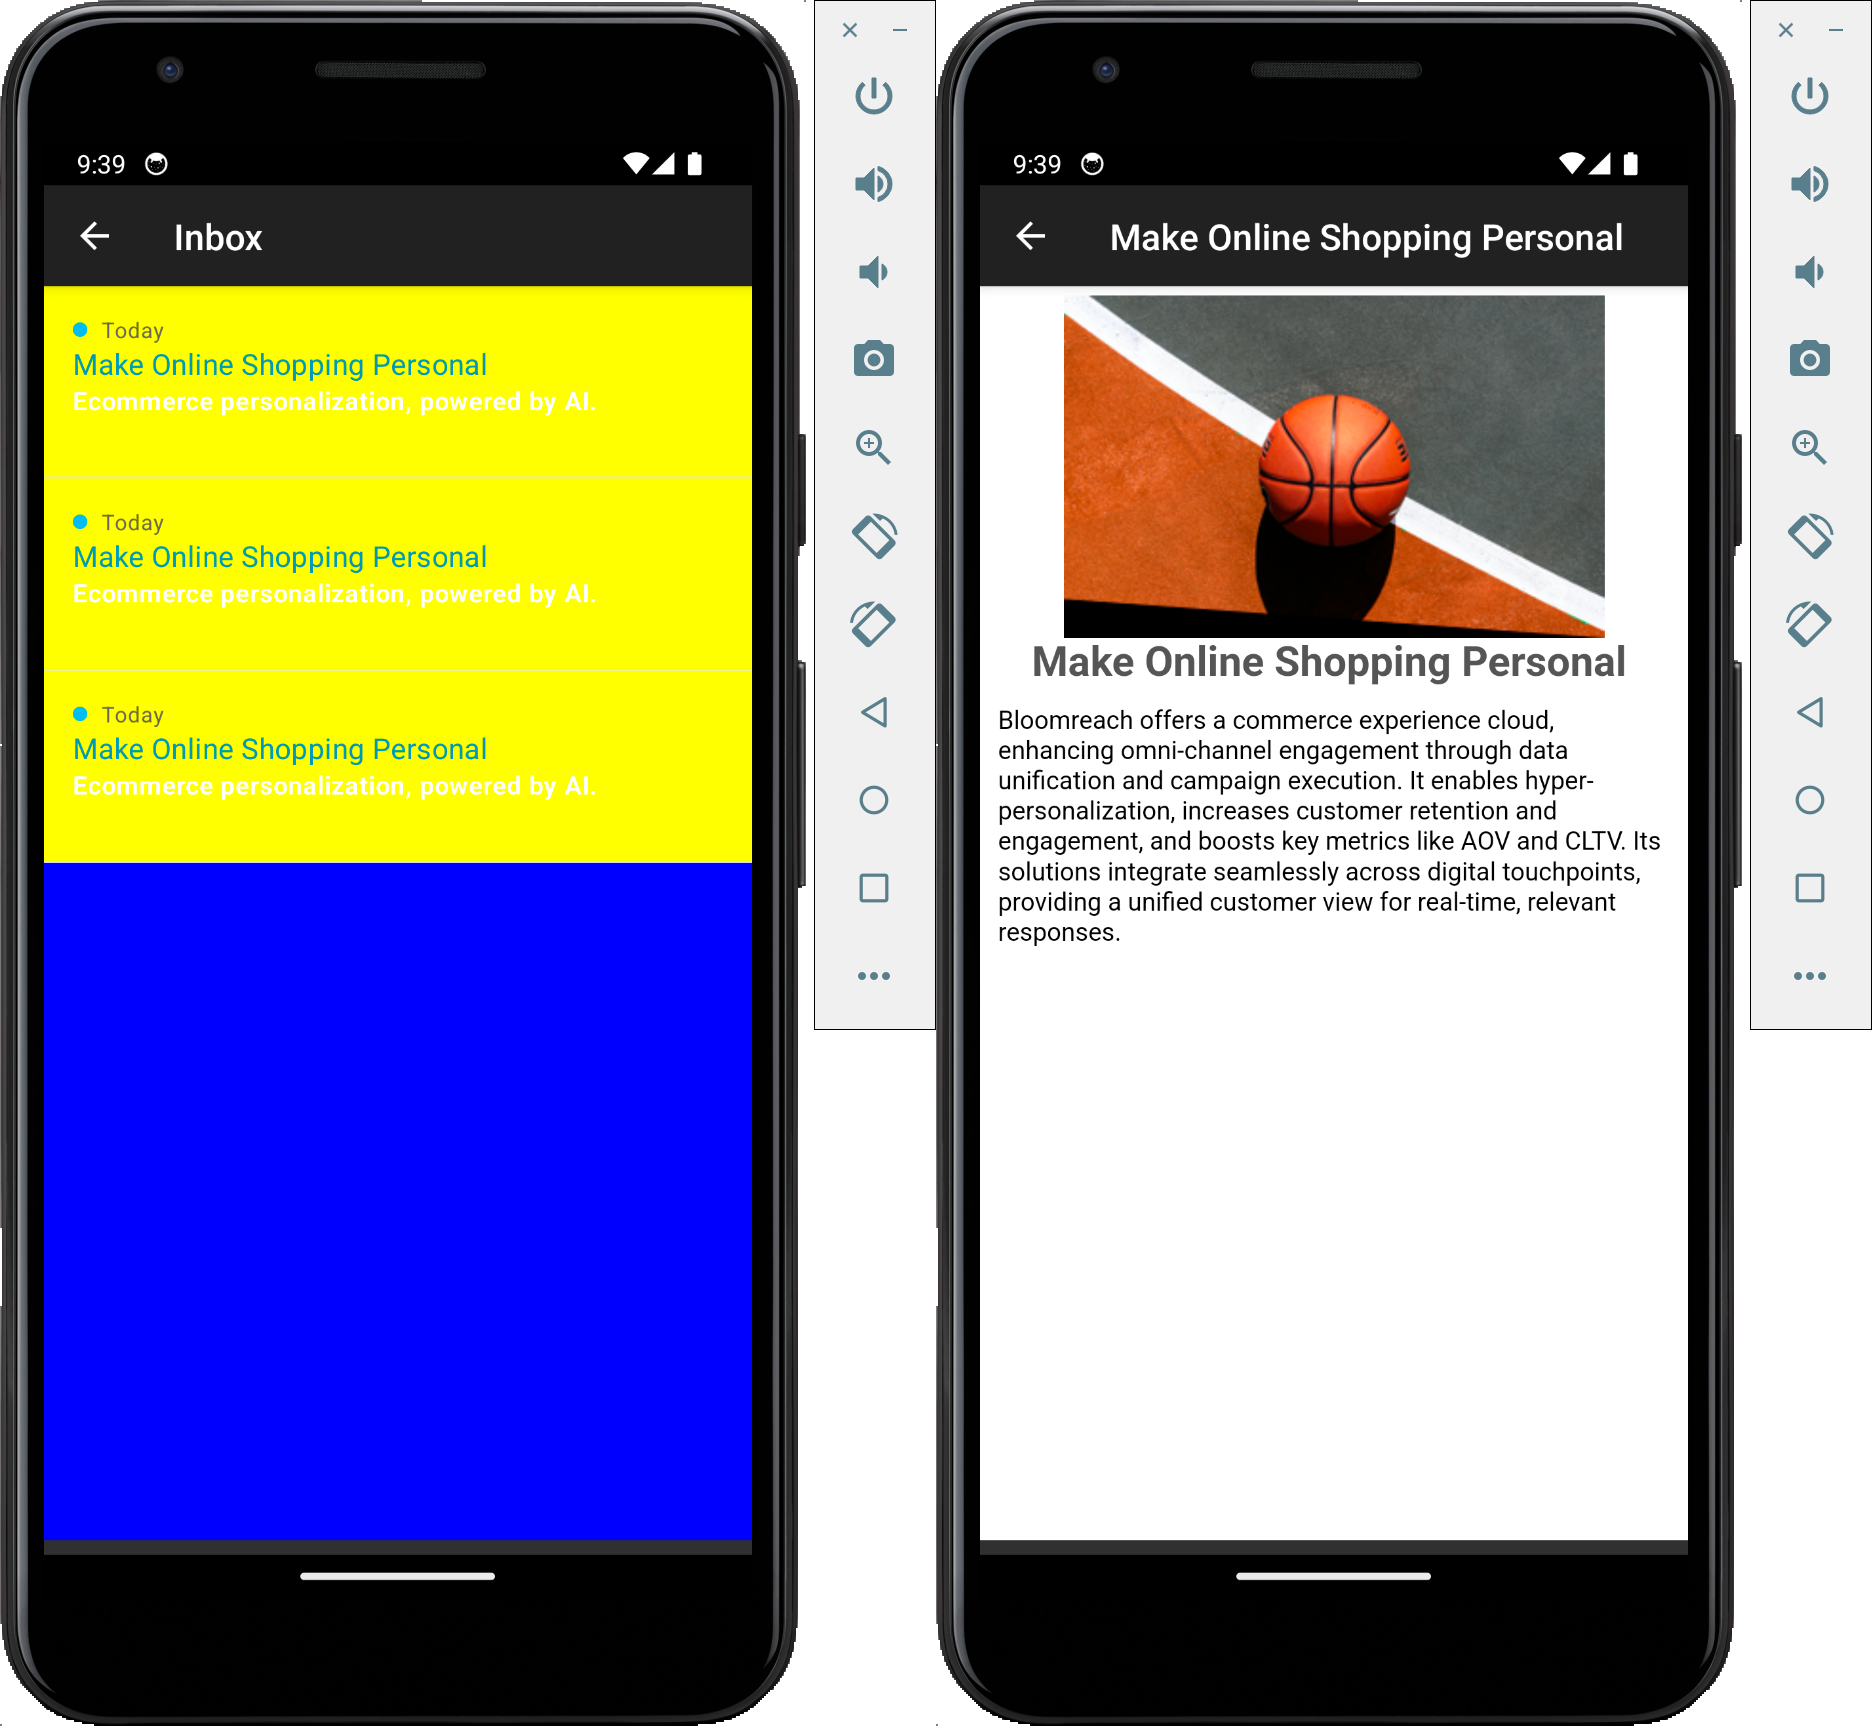 9:39
Inbox
Today
Make Online Shopping Personal
Ecommerce personalization, powered by AI.
Today
Make Online Shopping Personal
Ecommerce personalization, powered by AI.
Today
Make Online Shopping Personal
Ecommerce personalization, powered by AI.
9:39
Make Online Shopping Personal
Make Online Shopping Personal
Bloomreach offers a commerce experience cloud,
enhancing omni-channel engagement through data
unification and campaign execution. It enables hyper-
personalization, increases customer retention and
engagement, and boosts key metrics like AOV and CLTV. Its
solutions integrate seamlessly across digital touchpoints,
providing a unified customer view for real-time, relevant
responses.